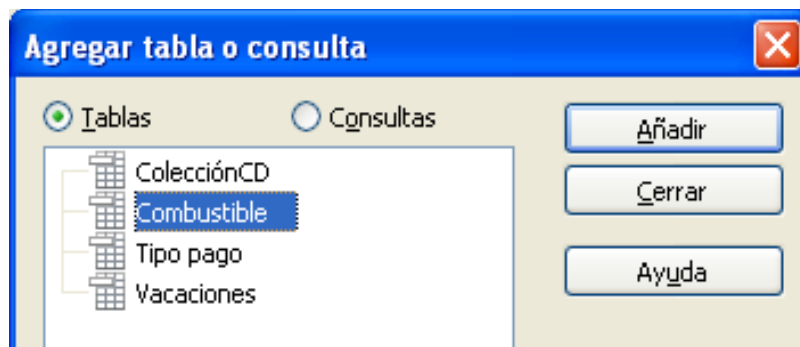 Agregar tabla o consulta
Tablas
Consultas
Añadir
ColecciónCD
Combustible
Cerrar
Tipo pago
Ayuda
Vacaciones